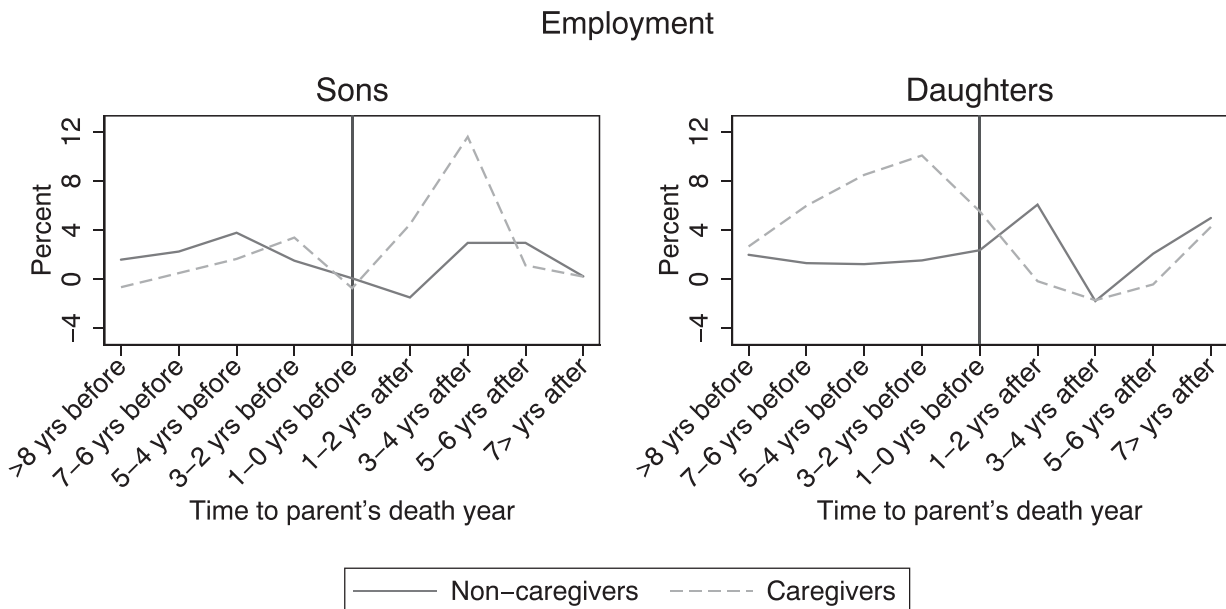 Employment
Sons
Daughters
Percent
12
8
4
0
−4
>8 yrs before
7−6 yrs before
5−4 yrs before
3−2 yrs before
1−0 yrs before
1−2 yrs after
3−4 yrs after
5−6 yrs after
7> yrs after
Time to parent's death year
Percent
12
8
4
0
−4
>8 yrs before
7−6 yrs before
5−4 yrs before
3−2 yrs before
1−0 yrs before
1−2 yrs after
3−4 yrs after
5−6 yrs after
7> yrs after
Time to parent's death year
Non−caregivers
Caregivers